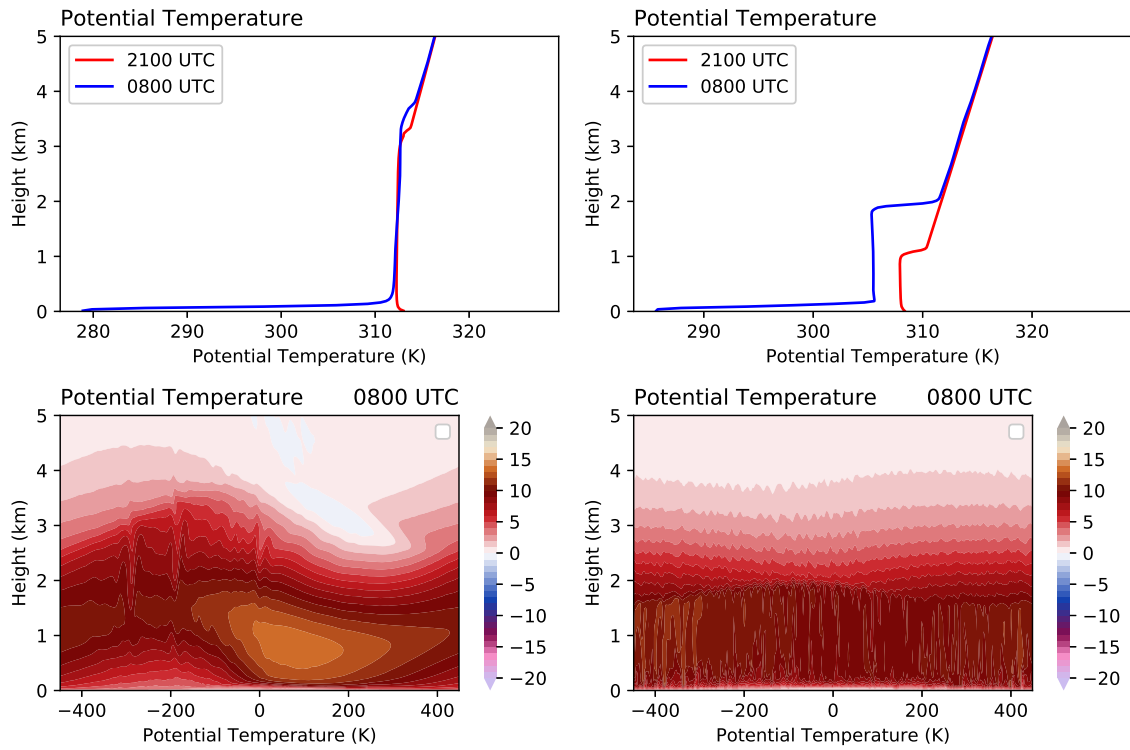 Potential Temperature
5
4
3
2
1
0
Height (km)
2100 UTC
0800 UTC
280 290 300 310 320
Potential Temperature (K)
Potential Temperature
5
4
3
2
1
0
Height (km)
2100 UTC
0800 UTC
290 300 310 320
Potential Temperature (K)
Potential Temperature 0800 UTC
5
4
3
2
1
0
Height (km)
−400 −200 0 200 400
Potential Temperature (K)
20
15
10
5
0
−5
−10
−15
−20
Potential Temperature 0800 UTC
5
4
3
2
1
0
Height (km)
−400 −200 0 200 400
Potential Temperature (K)
20
15
10
5
0
−5
−10
−15
−20